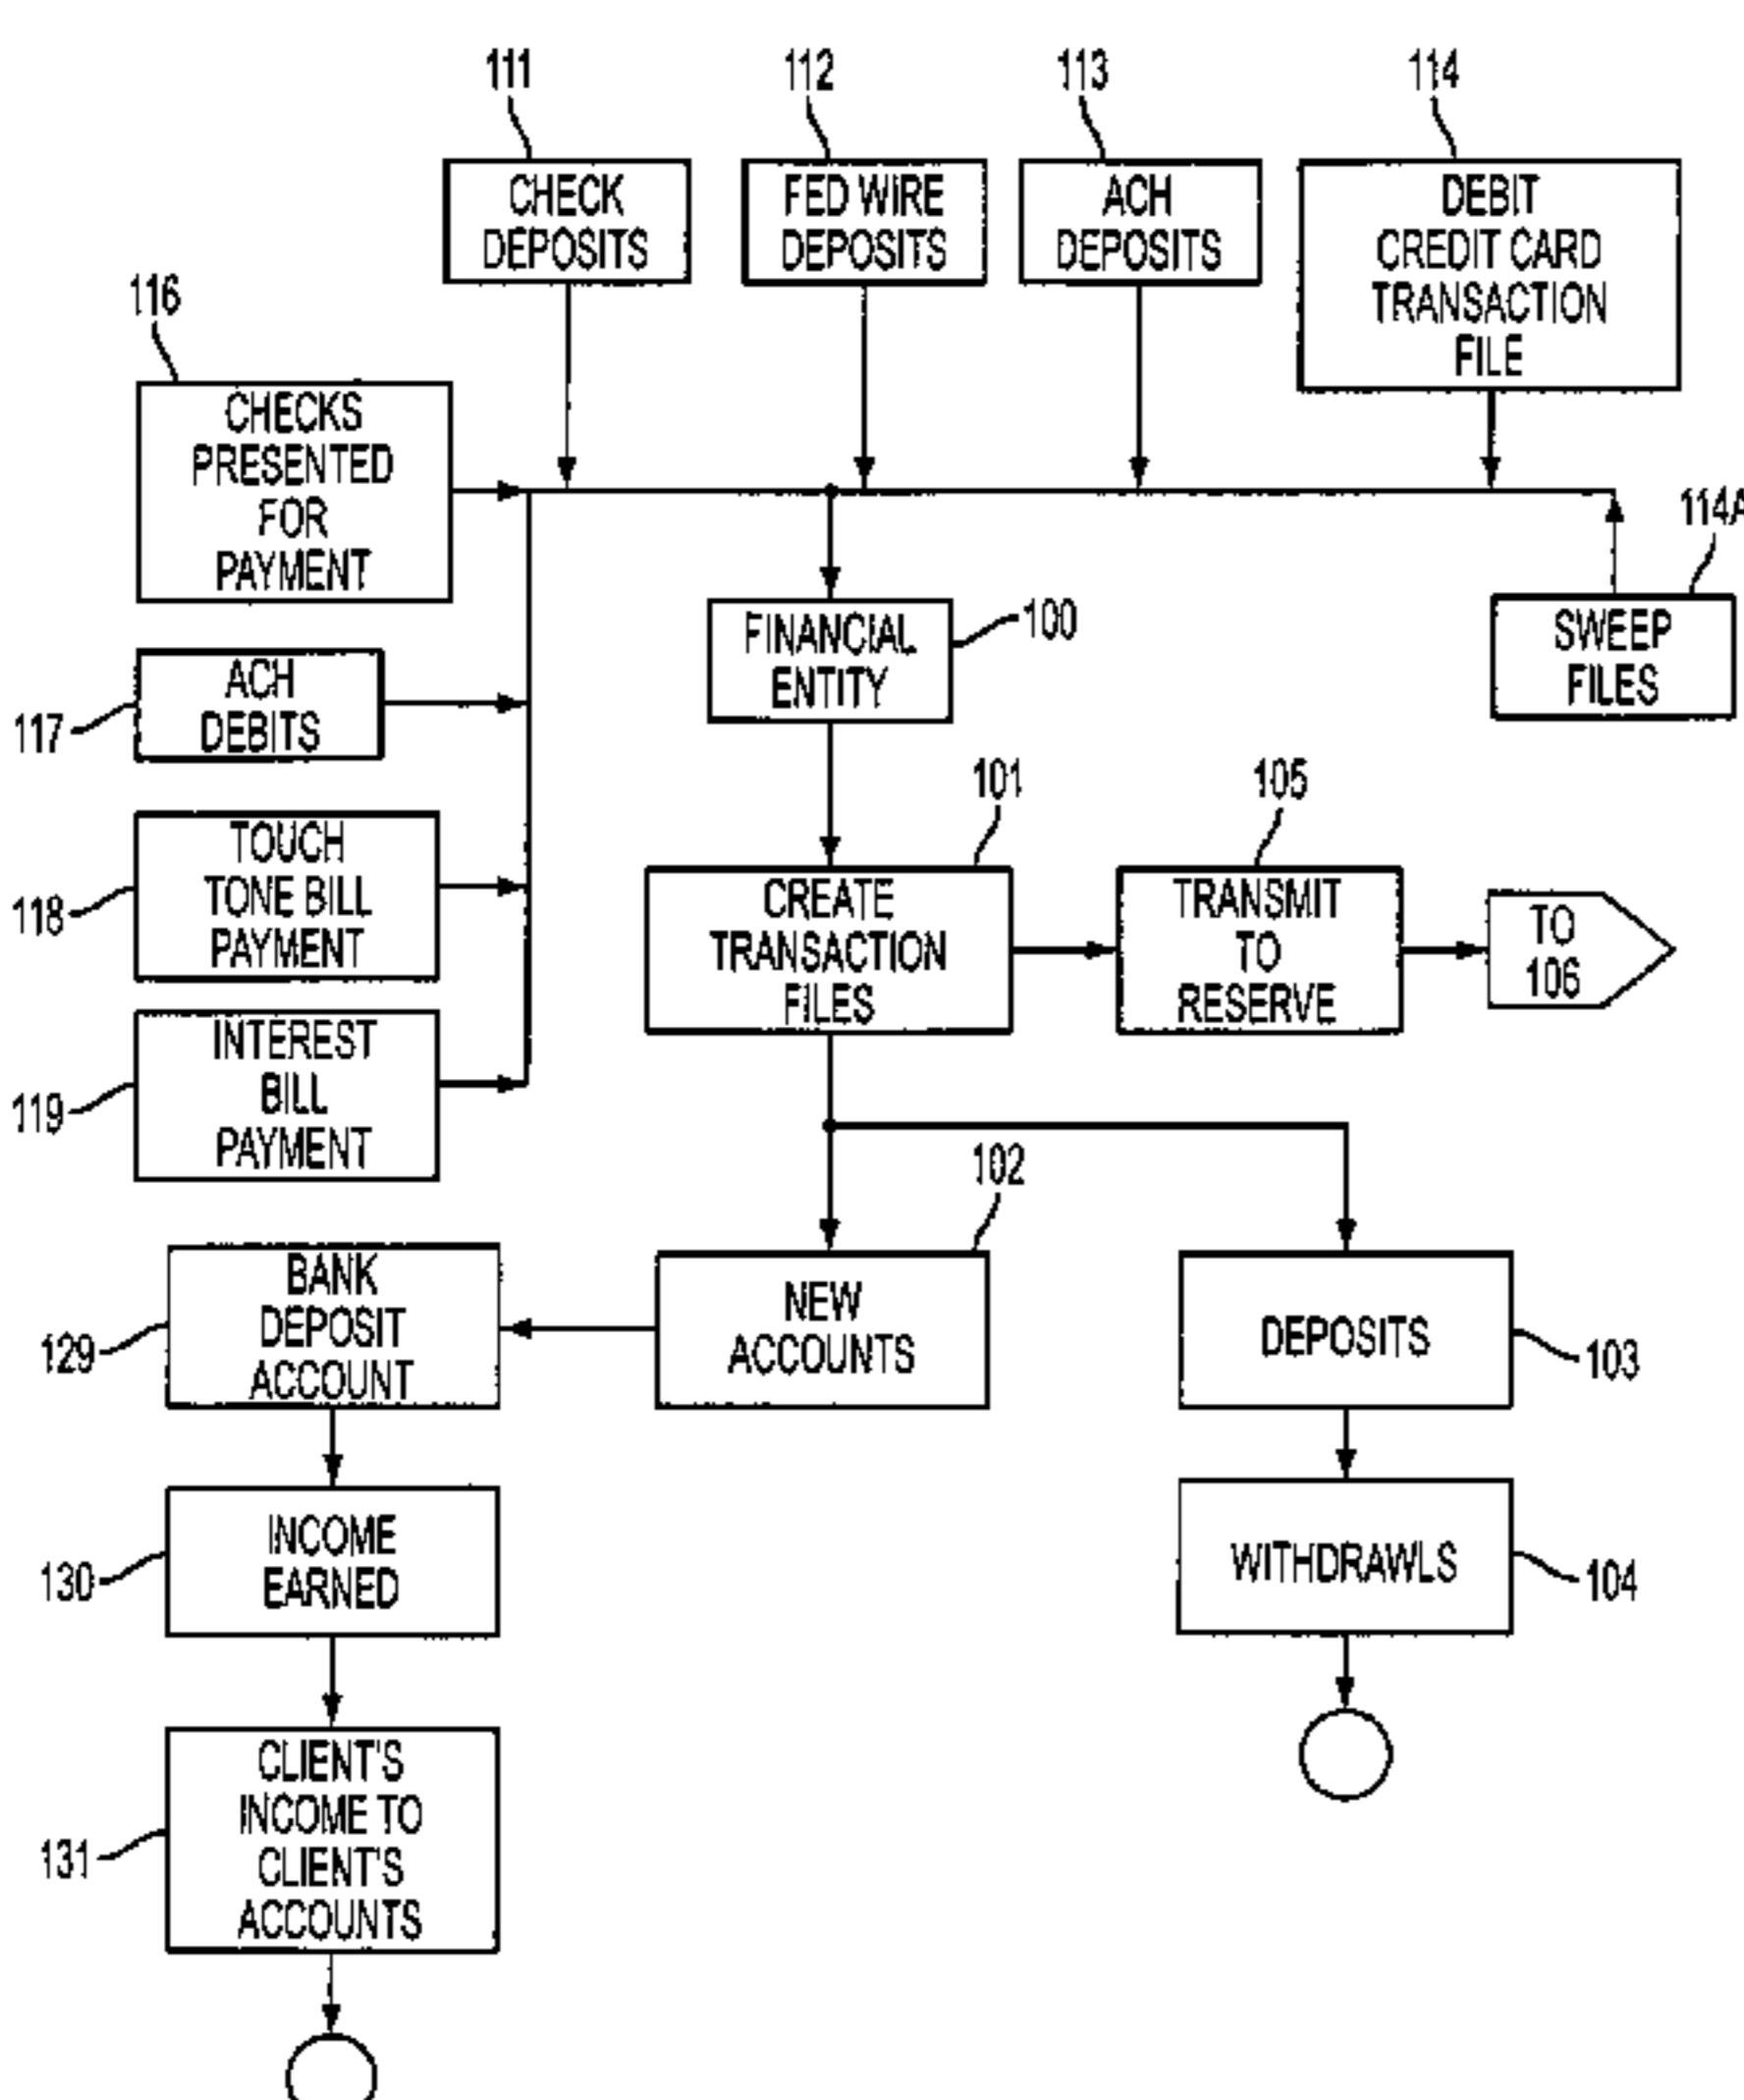 111
112
113
114
CHECK
DEPOSITS
FED WIRE
DEPOSITS
ACH
DEPOSITS
DEBIT
CREDIT CARD
TRANSACTION
FILE
116
CHECKS
PRESENTED
FOR
PAYMENT
114A
SWEEP
FILES
FINANCIAL
ENTITY
100
117
ACH
DEBITS
118
TOUCH
TONE BILL
PAYMENT
101
CREATE
TRANSACTION
FILES
105
TRANSMIT
TO
RESERVE
TO
106
119
INTEREST
BILL
PAYMENT
102
NEW
ACCOUNTS
DEPOSITS
103
129
BANK
DEPOSIT
ACCOUNT
130
INCOME
EARNED
WITHDRAWLS
104
131
CLIENT'S
INCOME TO
CLIENT'S
ACCOUNTS